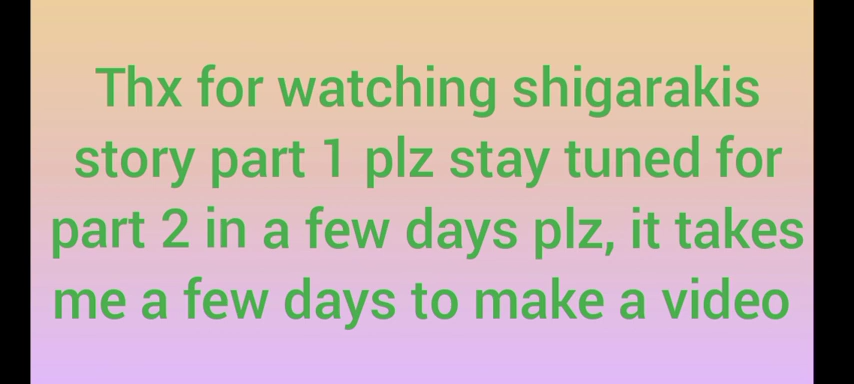 Thx for watching shigarakis
story part 1 plz stay tuned for
part 2 in a few days plz, it takes
me a few days to make a video